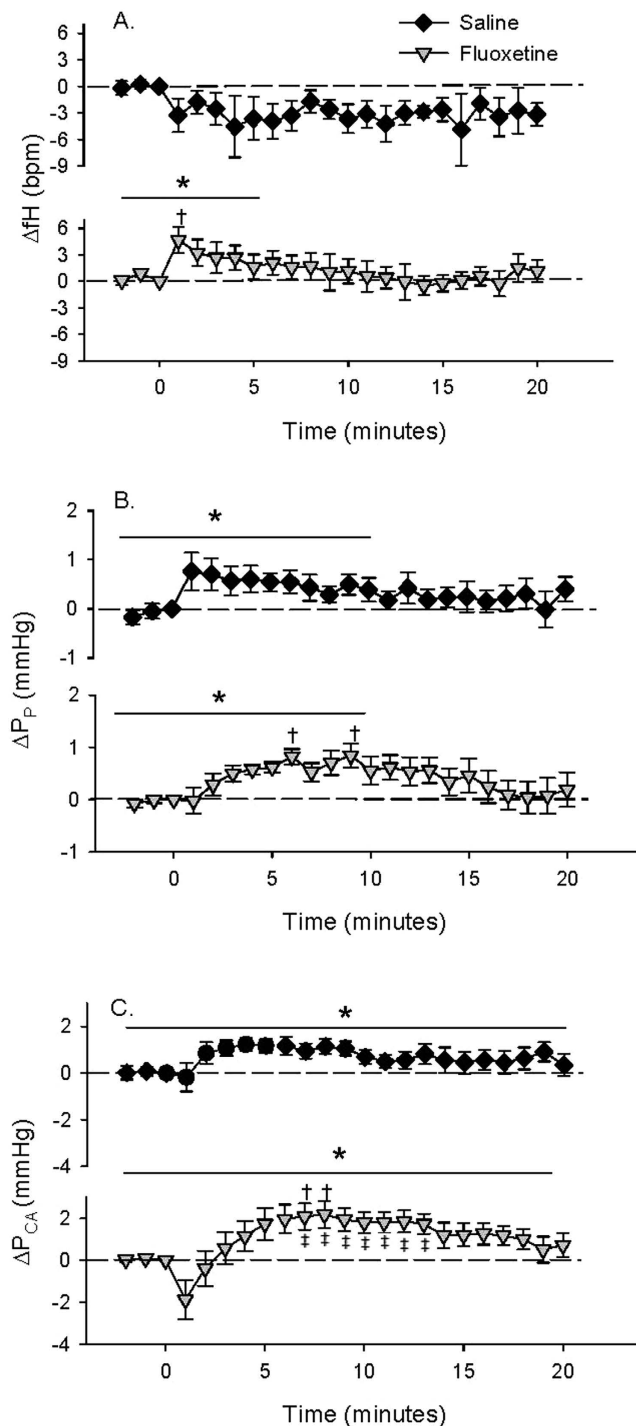 A.
Saline
Fluoxetine
6
3
0
-3
-6
-9
*
†
6
3
0
-3
-6
-9
ΔfH (bpm)
0 5 10 15 20
Time (minutes)
B.
2
1
0
-1
*
*
† †
2
1
0
-1
ΔPP (mmHg)
0 5 10 15 20
Time (minutes)
C.
*
2
0
-2
-4
*
† †
‡ ‡ ‡ ‡ ‡ ‡ ‡
2
0
-2
-4
ΔPCA (mmHg)
0 5 10 15 20
Time (minutes)